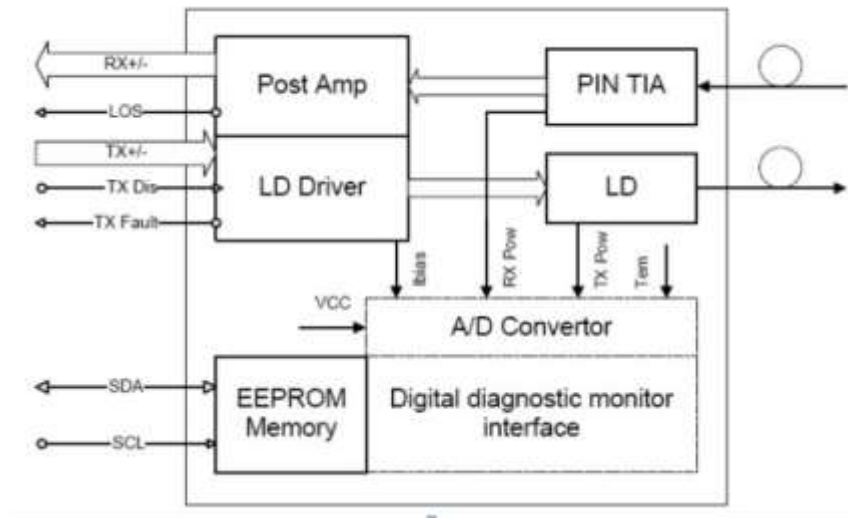 RX+/-
Post Amp
PIN TIA
LOS
TX+/-
TX Dis
LD Driver
LD
TX Fault
Ibias
RX Pow
TX Pow
Tem
VCC
A/D Convertor
SDA
EEPROM
Memory
Digital diagnostic monitor
interface
SCL